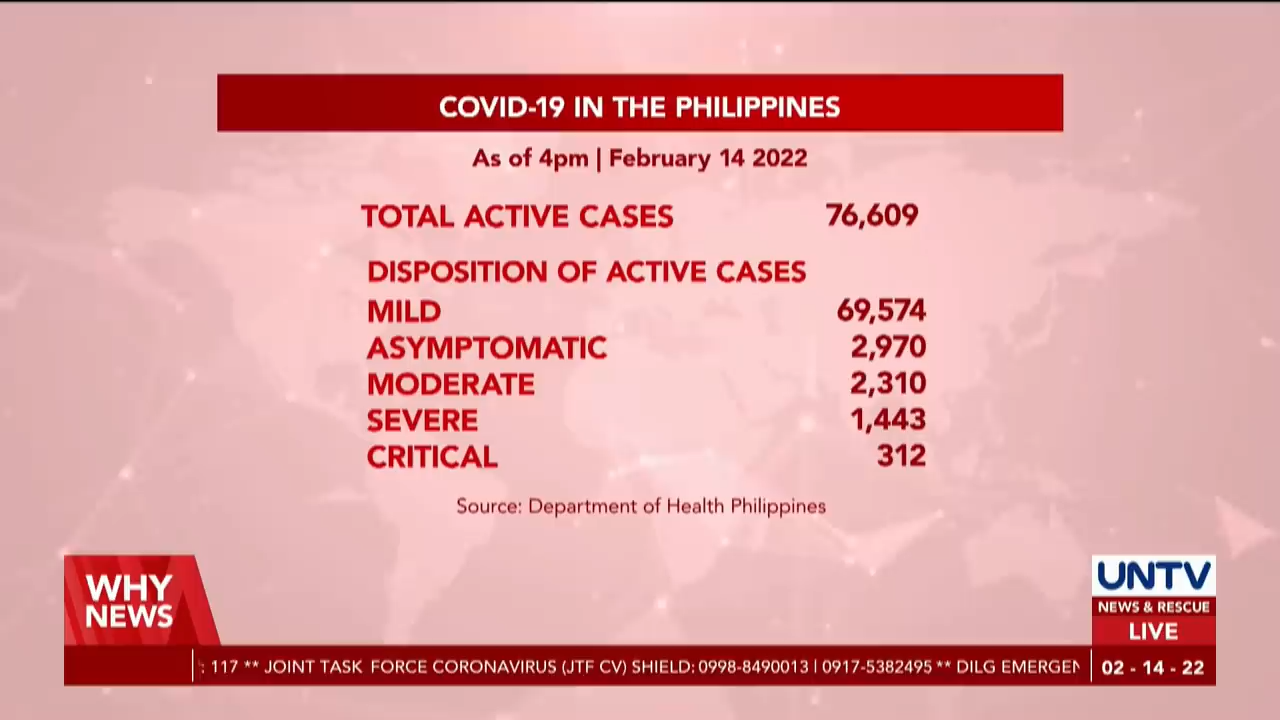 COVID-19 IN THE PHILIPPINES
As of 4pm | February 14 2022
TOTAL ACTIVE CASES 76,609
DISPOSITION OF ACTIVE CASES
MILD 69,574
ASYMPTOMATIC 2,970
MODERATE 2,310
SEVERE 1,443
CRITICAL 312
Source: Department of Health Philippines
WHY
NEWS
UNTV
NEWS & RESCUE
LIVE
: 117 ** JOINT TASK FORCE CORONAVIRUS (JTF CV) SHIELD: 0998-8490013 | 0917-5382495 ** DILG EMERGEN
02 - 14 - 22